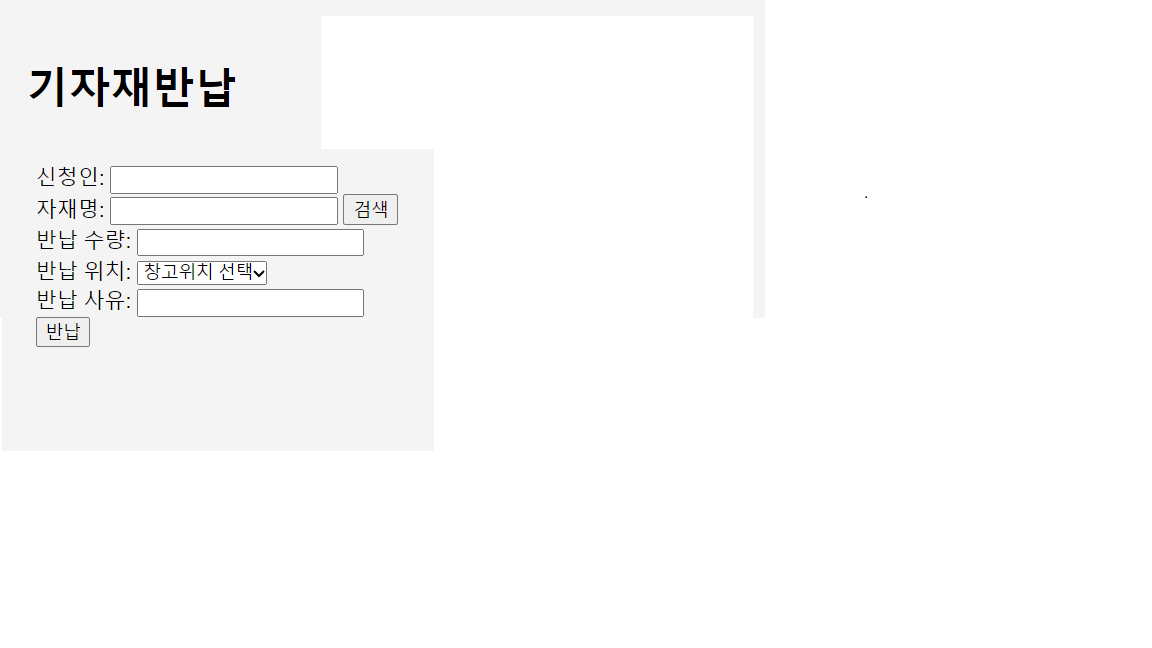 기자재반납
신청인:
자재명: 검색
반납 수량:
반납 위치: 창고위치 선택
반납 사유:
반납